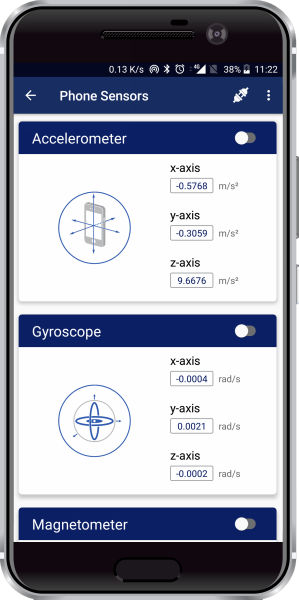 0.13 K/s 4G 38% 11:22
Phone Sensors
Accelerometer
x-axis
-0.5768 m/s²
y-axis
-0.3059 m/s²
z-axis
9.6676 m/s²
Gyroscope
x-axis
-0.0004 rad/s
y-axis
0.0021 rad/s
z-axis
-0.0002 rad/s
Magnetometer